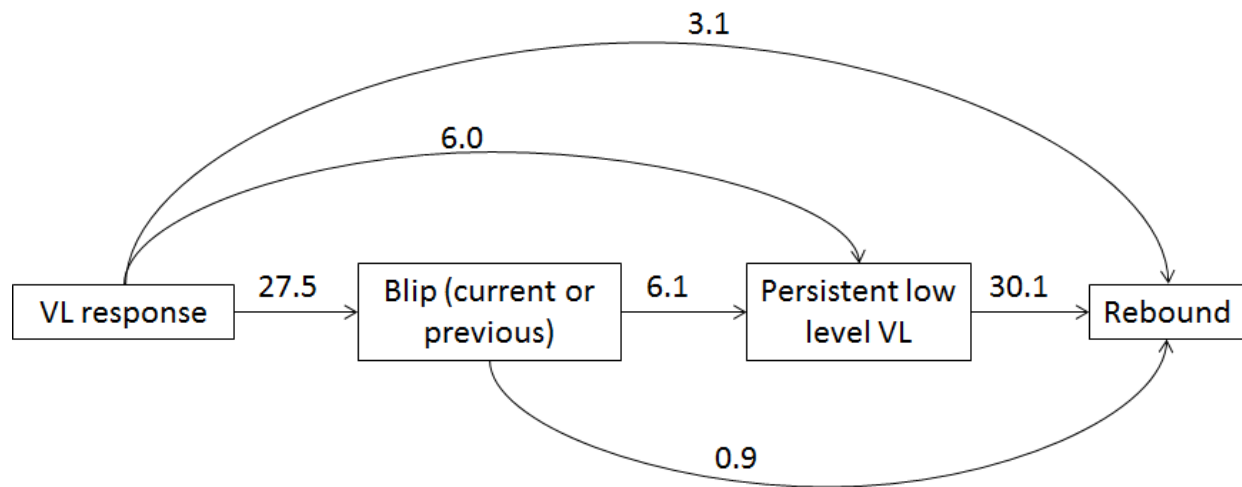 3.1
6.0
27.5
6.1
30.1
VL response
Blip (current or
previous)
Persistent low
level VL
Rebound
0.9